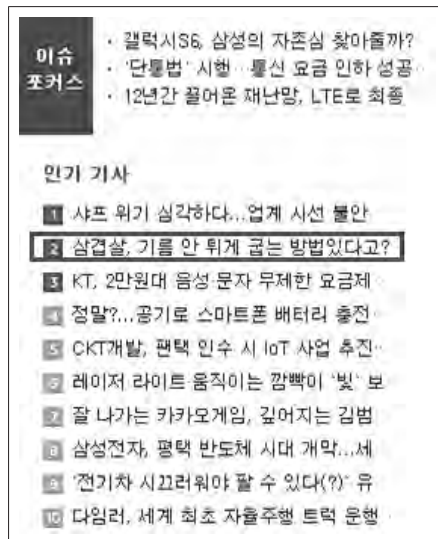 이슈
포커스
· 갤럭시S6, 삼성의 자존심 찾아줄까?
· '단통법' 시행…통신 요금 인하 성공…
· 12년간 끌어온 재난망, LTE로 최종
인기 기사
1 샤프 위기 심각하다...업계 시선 불안
2 삼겹살, 기름 안 튀게 굽는 방법있다고?
3 KT, 2만원대 음성·문자 무제한 요금제…
4 정말?...공기로 스마트폰 배터리 충전…
5 CKT개발, 팬택 인수 시 IoT 사업 추진…
6 레이저 라이트 움직이는 깜빡이 '빛' 보
7 잘 나가는 카카오게임, 깊어지는 김범
8 삼성전자, 평택 반도체 시대 개막...세
9 '전기차 시끄러워야 팔 수 있다(?)' 유
10 다임러, 세계 최초 자율주행 트럭 운행…